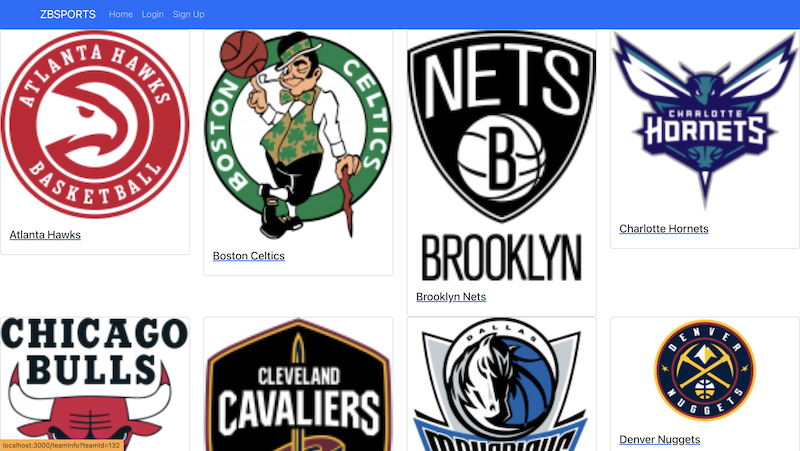 ZBSPORTS Home Login Sign Up
ATLANTA HAWKS
BASKETBALL
Atlanta Hawks
BOSTON CELTICS
Boston Celtics
NETS
B
BROOKLYN
Brooklyn Nets
CHARLOTTE
HORNETS
Charlotte Hornets
CHICAGO
BULLS
CLEVELAND
CAVALIERS
DALLAS
MAVERICKS
DENVER
NUGGETS
Denver Nuggets
localhost:3000/teamInfo?teamId=132